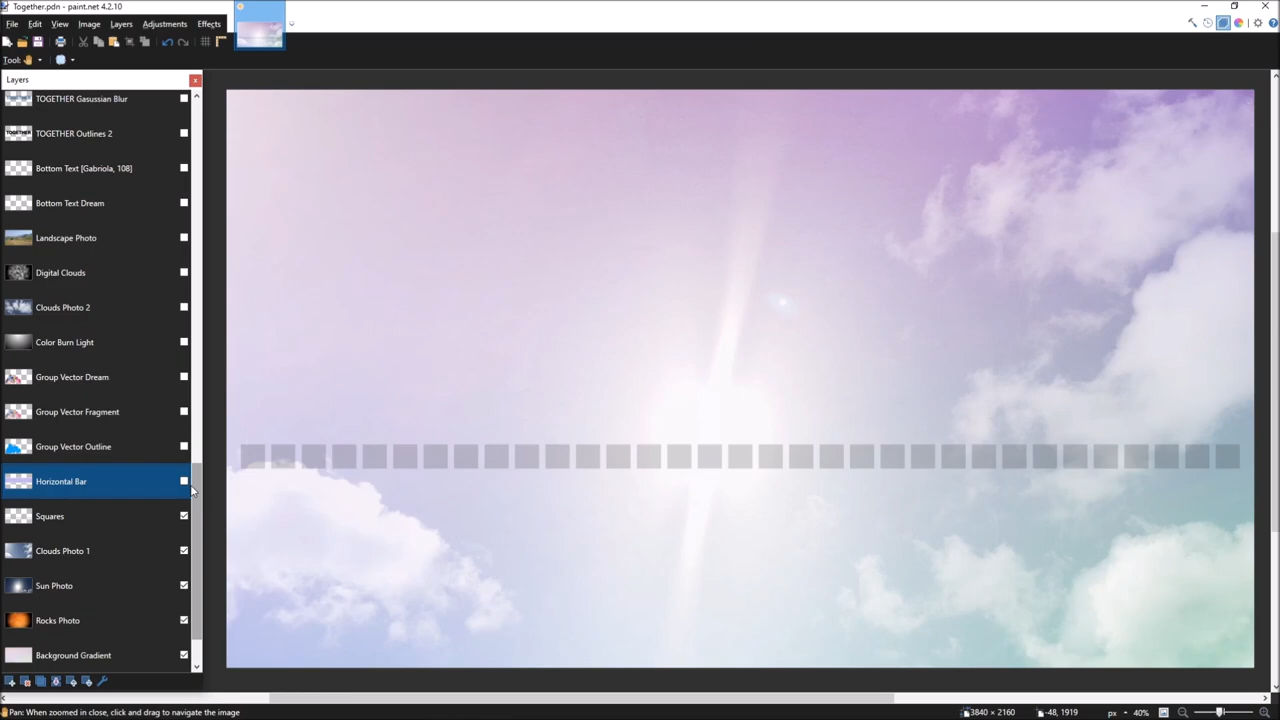 Together.pdn - paint.net 4.2.10
File Edit View Image Layers Adjustments Effects
Tool:
Layers
TOGETHER Gasussian Blur
TOGETHER Outlines 2
Bottom Text [Gabriola, 108]
Bottom Text Dream
Landscape Photo
Digital Clouds
Clouds Photo 2
Color Burn Light
Group Vector Dream
Group Vector Fragment
Group Vector Outline
Horizontal Bar
Squares
Clouds Photo 1
Sun Photo
Rocks Photo
Background Gradient
Pan: When zoomed in close, click and drag to navigate the image
3840 × 2160
-48, 1919
px
40%